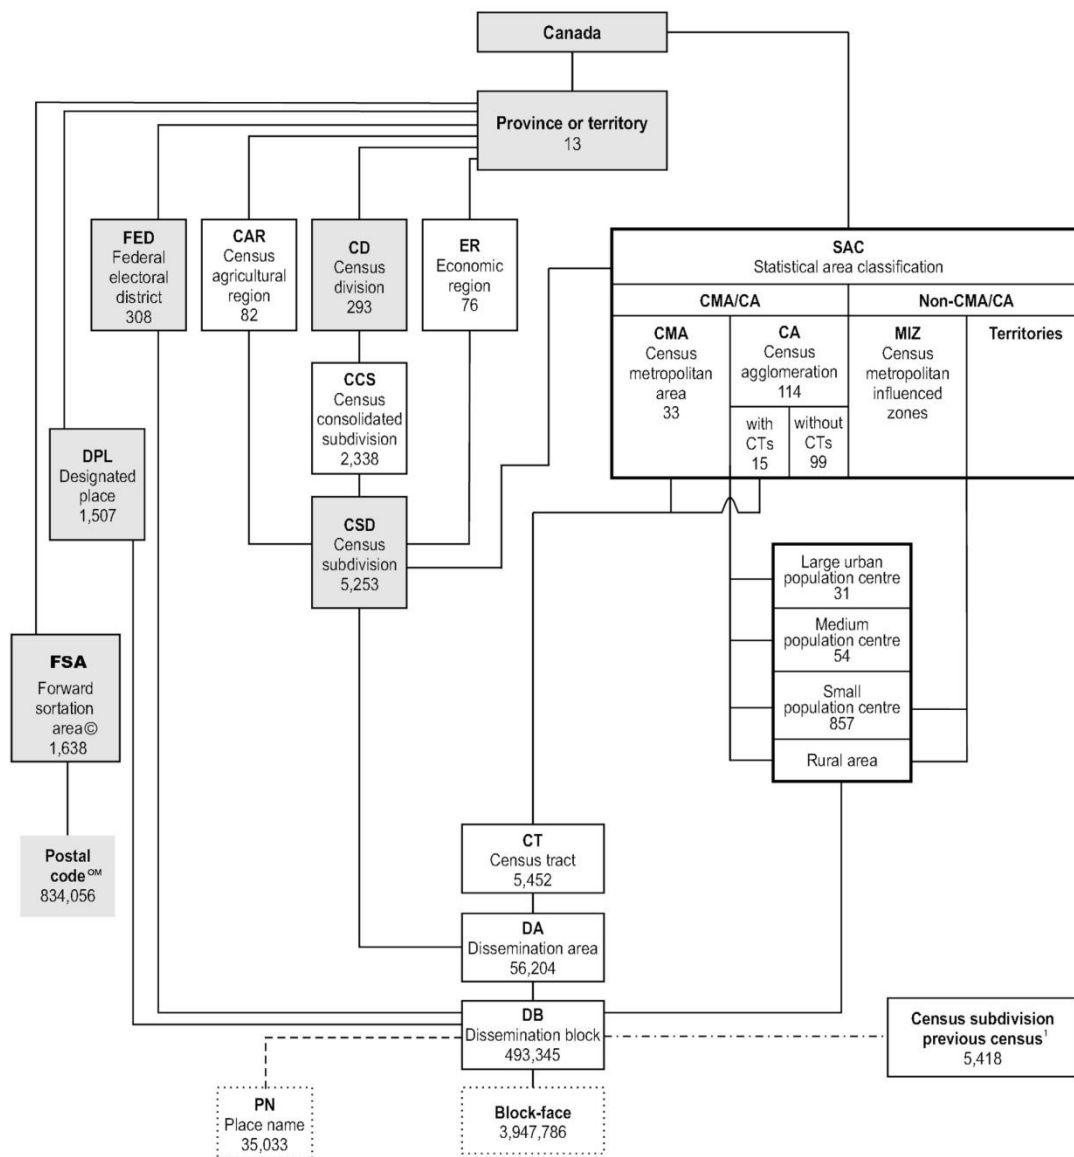 Canada
Province or territory
13
FED
Federal
electoral
district
308
CAR
Census
agricultural
region
82
CD
Census
division
293
ER
Economic
region
76
SAC
Statistical area classification
CMA/CA
Non-CMA/CA
CMA
Census
metropolitan
area
33
CA
Census
agglomeration
114
with
CTs
15
without
CTs
99
MIZ
Census
metropolitan
influenced
zones
Territories
CCS
Census
consolidated
subdivision
2,338
DPL
Designated
place
1,507
CSD
Census
subdivision
5,253
Large urban
population centre
31
Medium
population centre
54
Small
population centre
857
Rural area
FSA
Forward
sortation
area©
1,638
Postal
code°ᴹ
834,056
CT
Census tract
5,452
DA
Dissemination area
56,204
DB
Dissemination block
493,345
Census subdivision
previous census¹
5,418
PN
Place name
35,033
Block-face
3,947,786